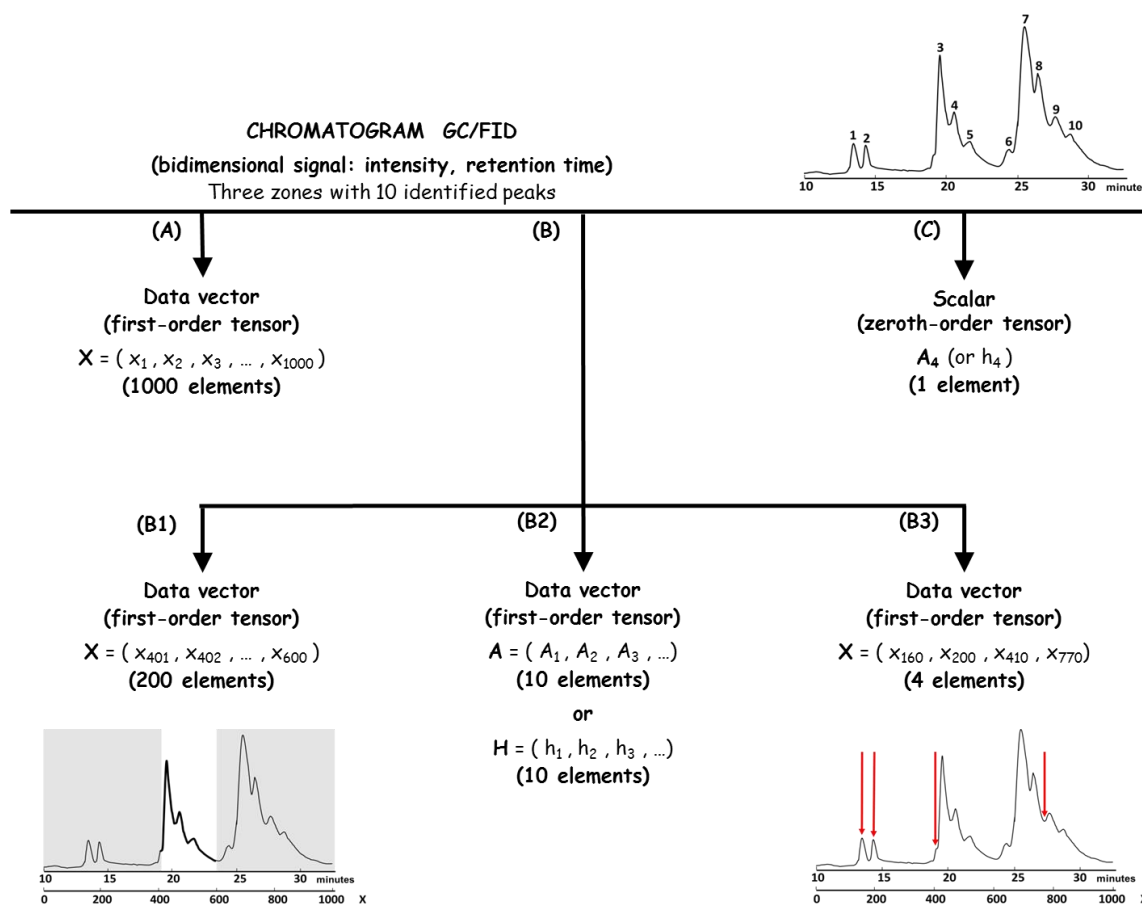 CHROMATOGRAM GC/FID
(bidimensional signal: intensity, retention time)
Three zones with 10 identified peaks
1 2 3 4 5 6 7 8 9 10
10 15 20 25 30 minutes
(A)
Data vector
(first-order tensor)
X = ( x₁ , x₂ , x₃ , ... , x₁₀₀₀ )
(1000 elements)
(B)
(C)
Scalar
(zeroth-order tensor)
A₄ (or h₄)
(1 element)
(B1)
Data vector
(first-order tensor)
X = ( x₄₀₁ , x₄₀₂ , ... , x₆₀₀ )
(200 elements)
10 15 20 25 30 minutes
0 200 400 600 800 1000 X
(B2)
Data vector
(first-order tensor)
A = ( A₁ , A₂ , A₃ , ...)
(10 elements)
or
H = ( h₁ , h₂ , h₃ , ...)
(10 elements)
(B3)
Data vector
(first-order tensor)
X = ( x₁₆₀ , x₂₀₀ , x₄₁₀ , x₇₇₀)
(4 elements)
10 15 20 25 30 minutes
0 200 400 600 800 1000